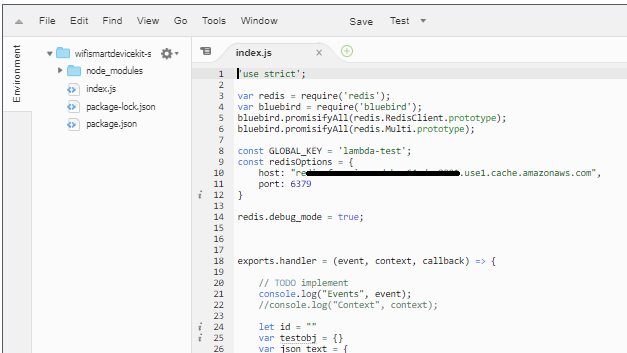 File Edit Find View Go Tools Window Save Test
Environment
wifismartdevicekit-s
node_modules
index.js
package-lock.json
package.json
index.js
1 'use strict';
2
3 var redis = require('redis');
4 var bluebird = require('bluebird');
5 bluebird.promisifyAll(redis.RedisClient.prototype);
6 bluebird.promisifyAll(redis.Multi.prototype);
7
8 const GLOBAL_KEY = 'lambda-test';
9 const redisOptions = {
10 host: "re .use1.cache.amazonaws.com",
11 port: 6379
12 }
13
14 redis.debug_mode = true;
15
16
17
18 exports.handler = (event, context, callback) => {
19
20 // TODO implement
21 console.log("Events", event);
22 //console.log("Context", context);
23
24 let id = ""
25 var testobj = {}
26 var json_text = {